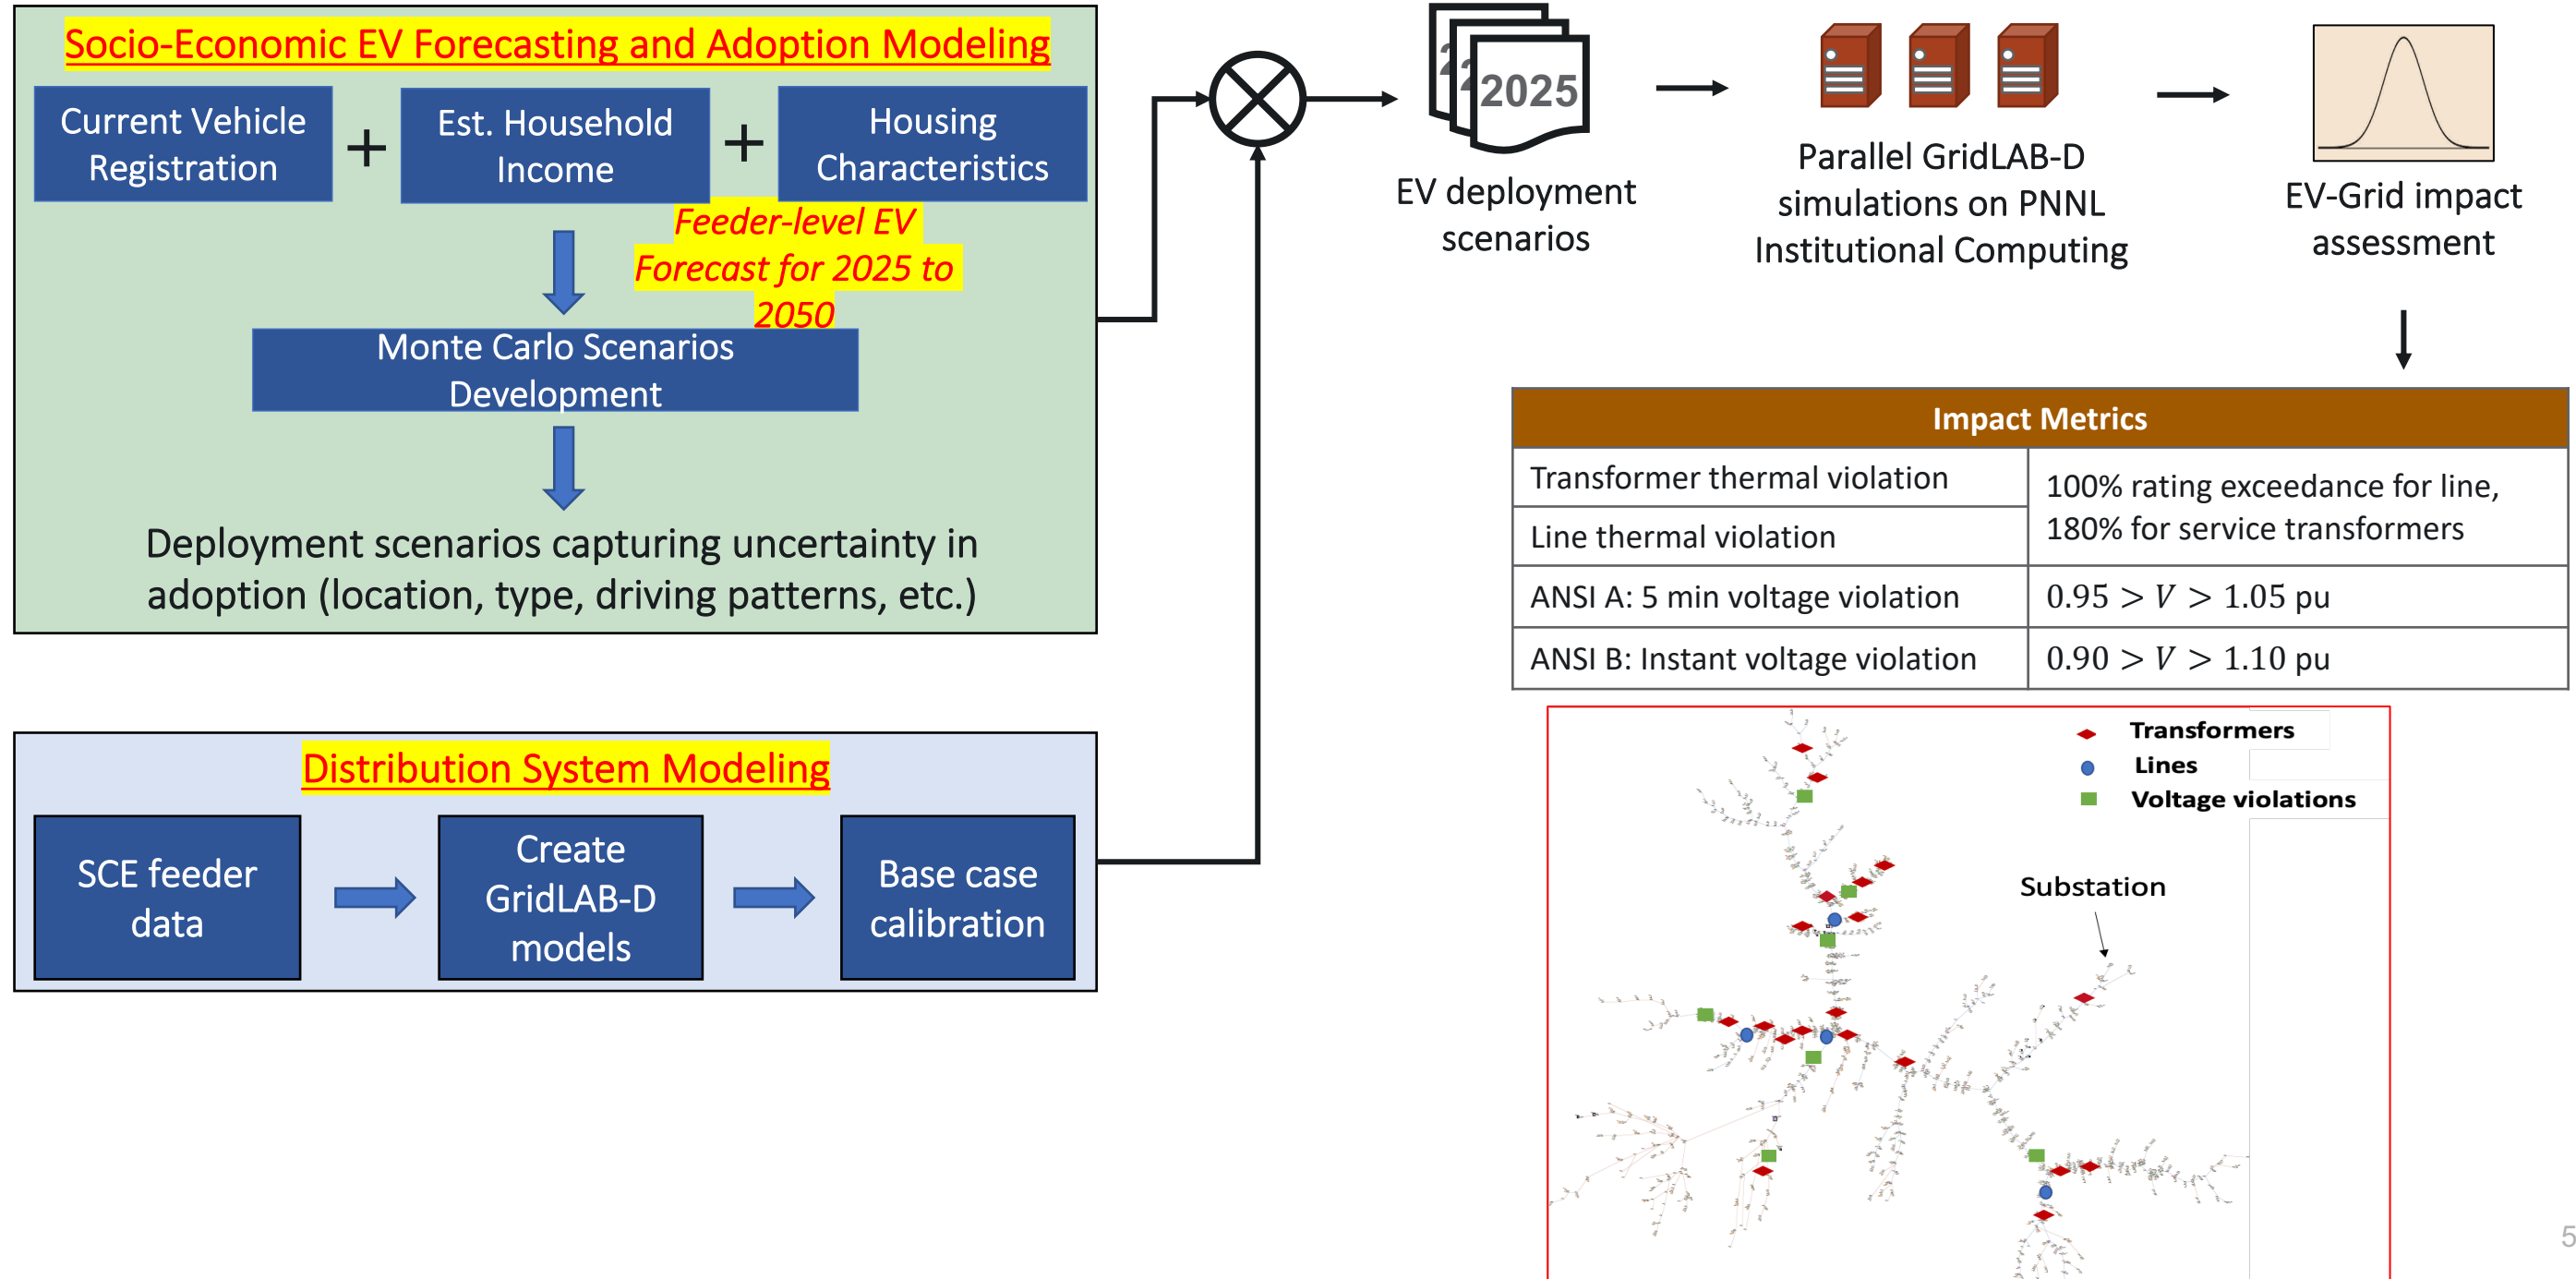 Socio-Economic EV Forecasting and Adoption Modeling
Current Vehicle
Registration
+
Est. Household
Income
+
Housing
Characteristics
Feeder-level EV
Forecast for 2025 to
2050
Monte Carlo Scenarios
Development
Deployment scenarios capturing uncertainty in
adoption (location, type, driving patterns, etc.)
Distribution System Modeling
SCE feeder
data
Create
GridLAB-D
models
Base case
calibration
2
2
2025
EV deployment
scenarios
Parallel GridLAB-D
simulations on PNNL
Institutional Computing
EV-Grid impact
assessment
Impact Metrics
Transformer thermal violation
Line thermal violation
100% rating exceedance for line,
180% for service transformers
ANSI A: 5 min voltage violation
0.95 > V > 1.05 pu
ANSI B: Instant voltage violation
0.90 > V > 1.10 pu
Transformers
Lines
Voltage violations
Substation
5